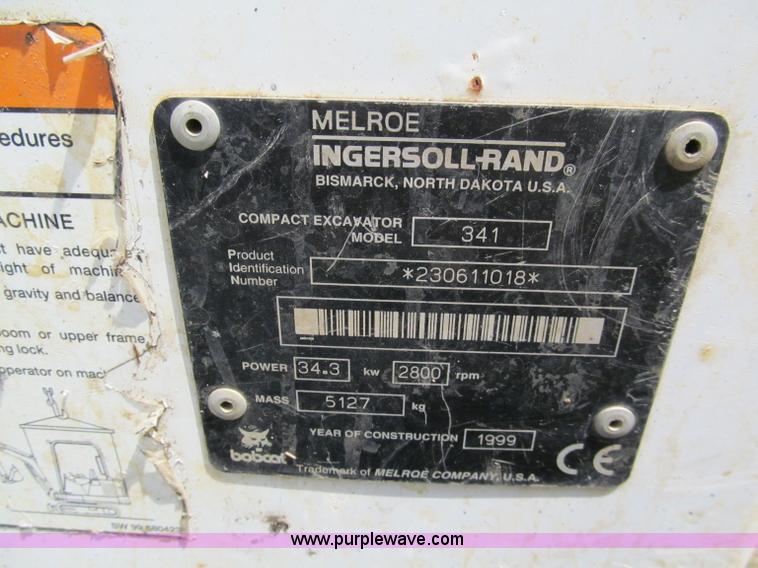 edures
ACHINE
have
ight of machin
gravity and balance
oom or upper frame
ng lock.
operator on mac
MELROE
INGERSOLL-RAND®
BISMARCK, NORTH DAKOTA U.S.A.
COMPACT EXCAVATOR
MODEL 341
Product
Identification
Number *230611018*
POWER 34.3 kw 2800 rpm
MASS 5127 kg
YEAR OF CONSTRUCTION 1999
bobcat
CE
Trademark of MELROE COMPANY, U.S.A.
www.purplewave.com